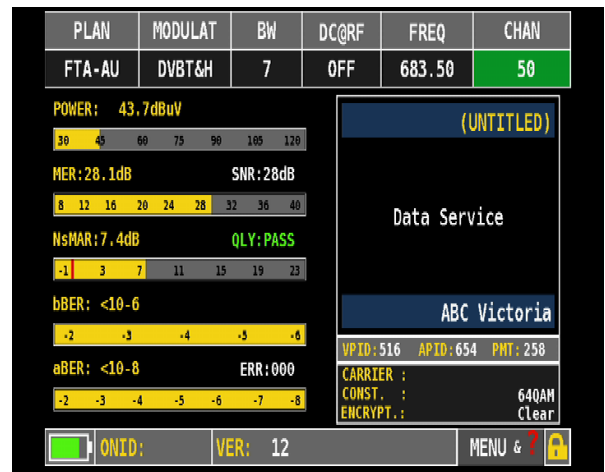 PLAN MODULAT BW DC@RF FREQ CHAN
FTA-AU DVBT&H 7 OFF 683.50 50
POWER: 43.7dBuV
30 45 60 75 90 105 120
MER:28.1dB SNR:28dB
8 12 16 20 24 28 32 36 40
NsMAR:7.4dB QLY:PASS
-1 3 7 11 15 19 23
bBER: <10-6
-2 -3 -4 -5 -6
aBER: <10-8 ERR:000
-2 -3 -4 -5 -6 -7 -8
(UNTITLED)
Data Service
ABC Victoria
VPID:516 APID:654 PMT:258
CARRIER :
CONST. : 64QAM
ENCRYPT.: Clear
ONID: VER: 12 MENU & ?